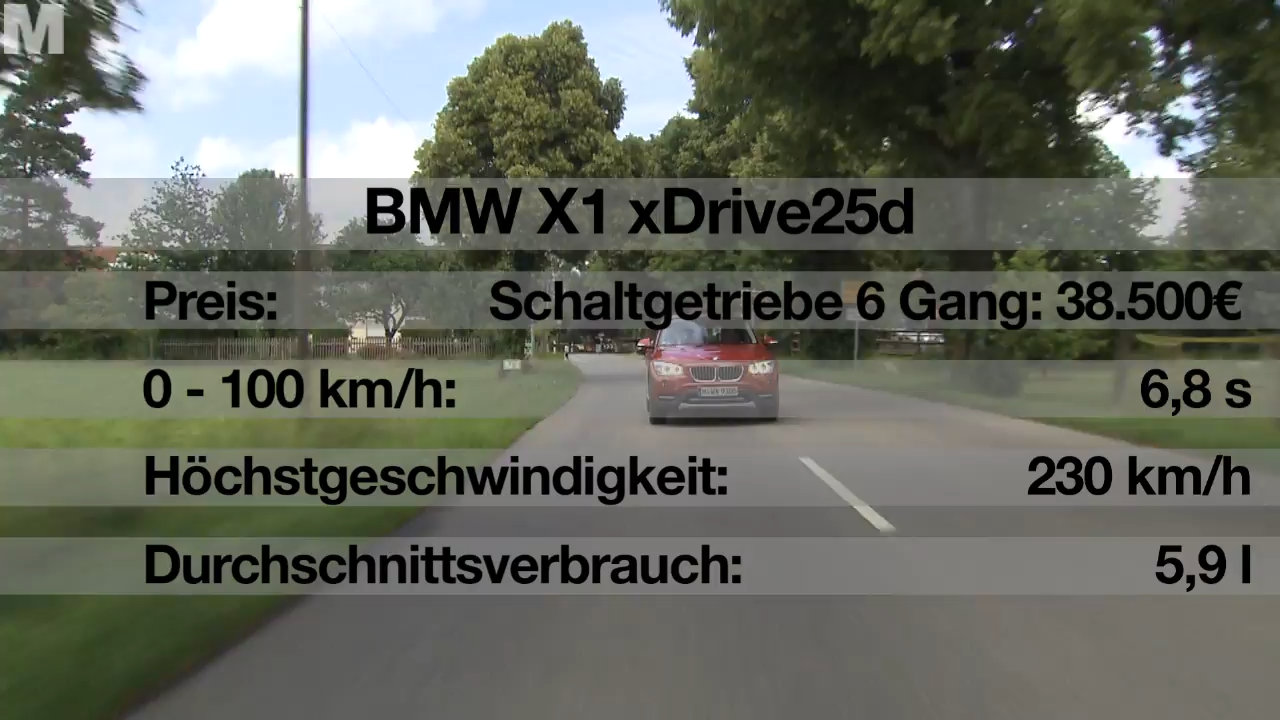 M
BMW X1 xDrive25d
Preis: Schaltgetriebe 6 Gang: 38.500€
0 - 100 km/h: 6,8 s
Höchstgeschwindigkeit: 230 km/h
Durchschnittsverbrauch: 5,9 l